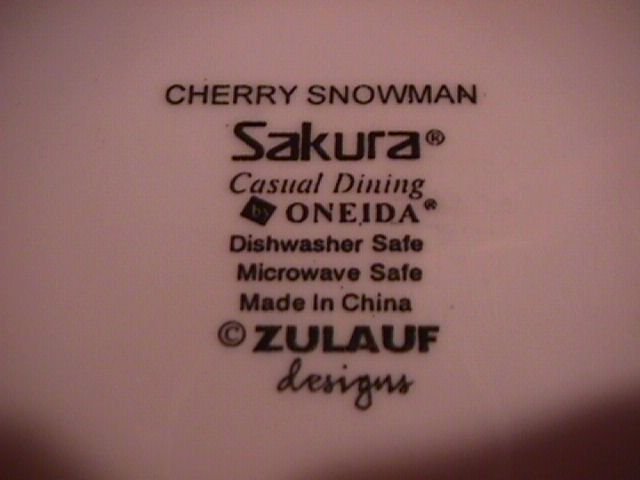 CHERRY SNOWMAN
Sakura®
Casual Dining
by ONEIDA®
Dishwasher Safe
Microwave Safe
Made In China
© ZULAUF
designs